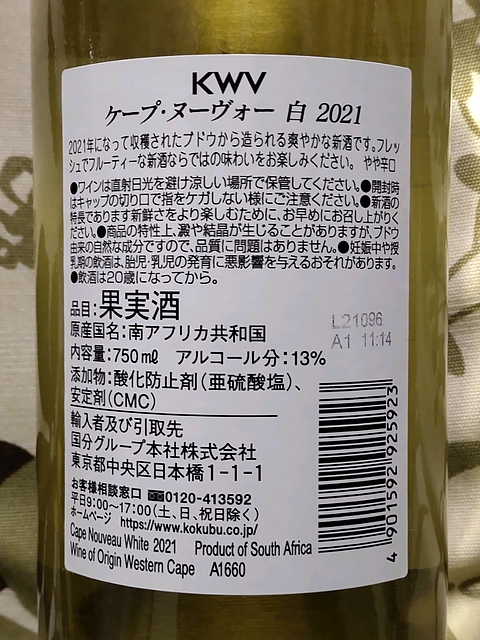 KWV
ケープ・ヌーヴォー 白 2021
2021年になって収穫されたブドウから造られる爽やかな新酒です。フレッ
シュでフルーティーな新酒ならではの味わいをお楽しみください。 やや辛口
●ワインは直射日光を避け涼しい場所で保管してください。●開封時
はキャップの切り口で指をケガしない様にご注意ください。●新酒の
特長であります新鮮さをより楽しむために、お早めにお召し上がりく
ださい。●商品の特性上、澱や結晶が生じることがありますが、ブドウ
由来の自然な成分ですので、品質に問題はありません。●妊娠中や授
乳期の飲酒は、胎児・乳児の発育に悪影響を与えるおそれがあります。
●飲酒は20歳になってから。
品目:果実酒
原産国名:南アフリカ共和国
内容量:750㎖ アルコール分:13%
添加物:酸化防止剤(亜硫酸塩)、
安定剤(CMC)
輸入者及び引取先
国分グループ本社株式会社
東京都中央区日本橋1-1-1
お客様相談窓口 0120-413592
平日9:00〜17:00(土、日、祝日除く)
ホームページ https://www.kokubu.co.jp/
Cape Nouveau White 2021 Product of South Africa
Wine of Origin Western Cape A1660
L21096
A1 11:14
4 901592 925923